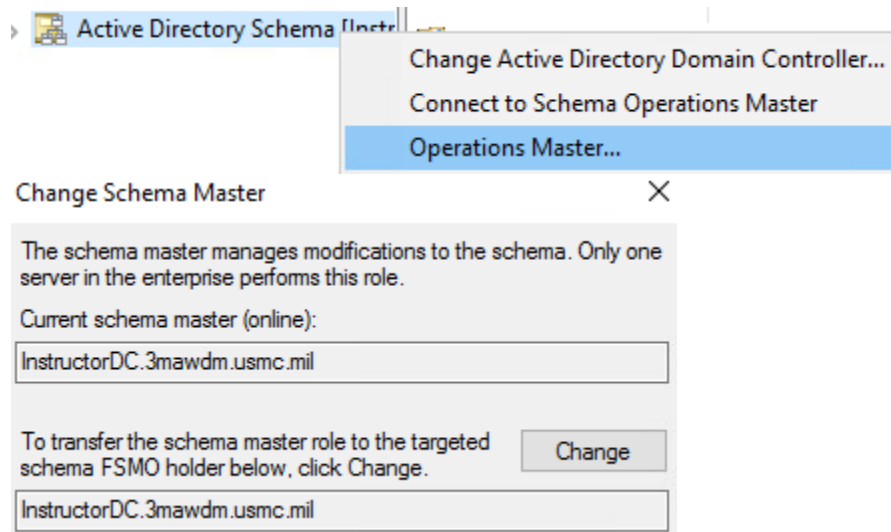 Active Directory Schema [Instr
Change Active Directory Domain Controller...
Connect to Schema Operations Master
Operations Master...
Change Schema Master
The schema master manages modifications to the schema. Only one
server in the enterprise performs this role.
Current schema master (online):
InstructorDC.3mawdm.usmc.mil
To transfer the schema master role to the targeted
schema FSMO holder below, click Change.
Change
InstructorDC.3mawdm.usmc.mil